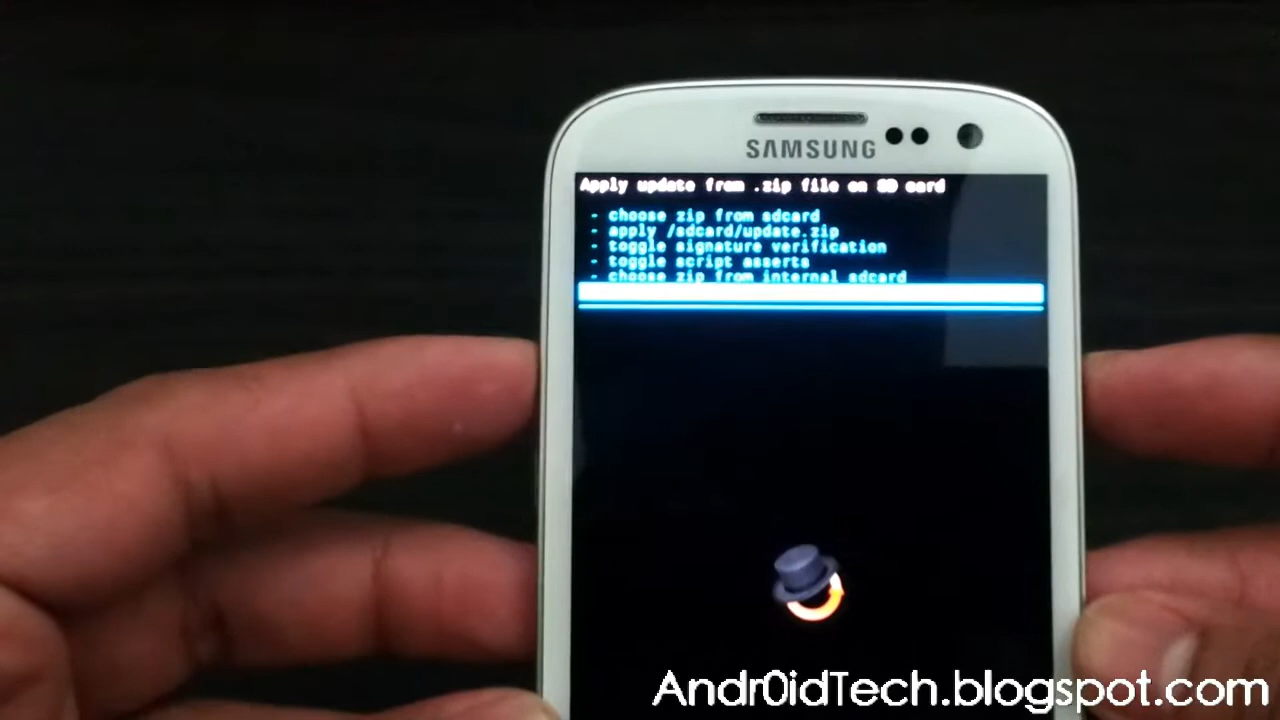 SAMSUNG
Apply update from .zip file on SD card
- choose zip from sdcard
- apply /sdcard/update.zip
- toggle signature verification
- toggle script asserts
- choose zip from internal sdcard
Andr0idTech.blogspot.com